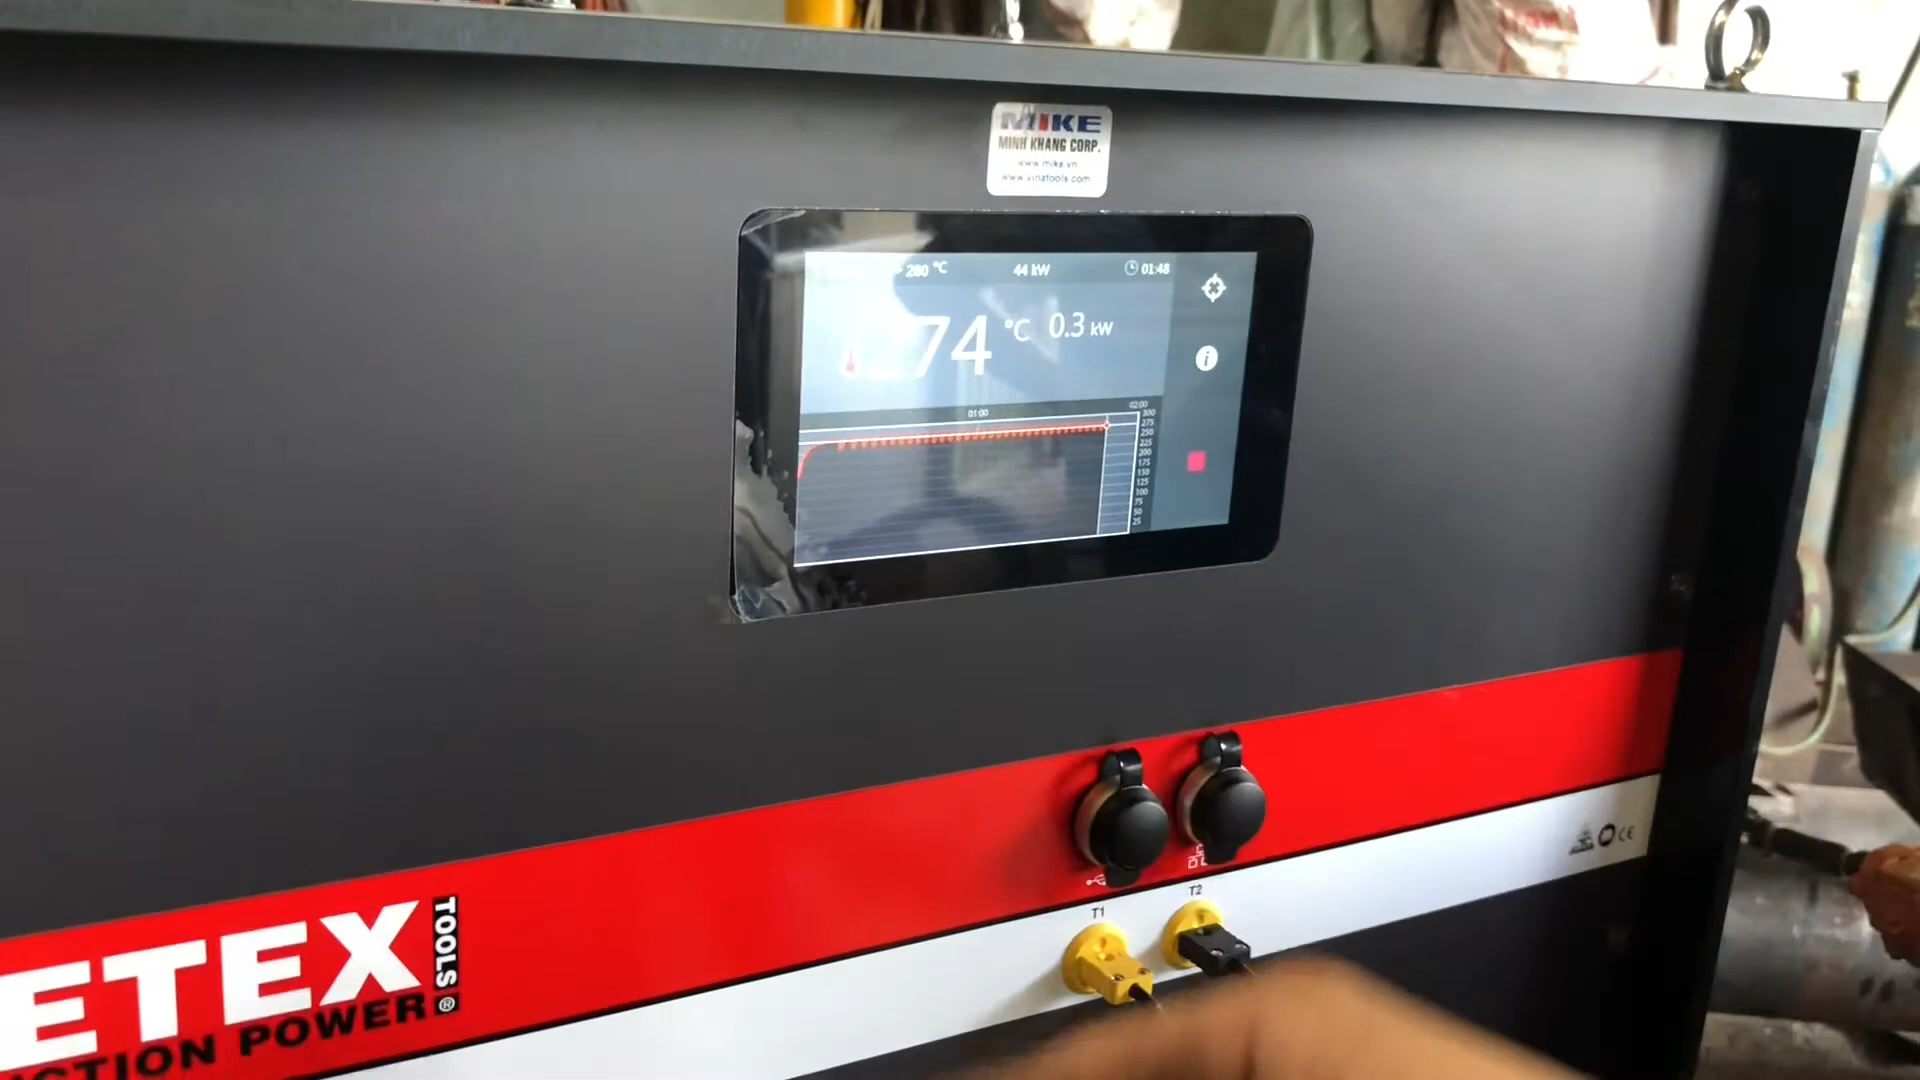 MIKE
MINH KHANG CORP.
www.mike.vn
www.vinatools.com
> 280 °C 44 kW 01:48
274 °C 0.3 kW
i
01:00 02:00
300
275
250
225
200
175
150
125
100
75
50
25
T1 T2
CE
ETEX TOOLS®
CTION POWER